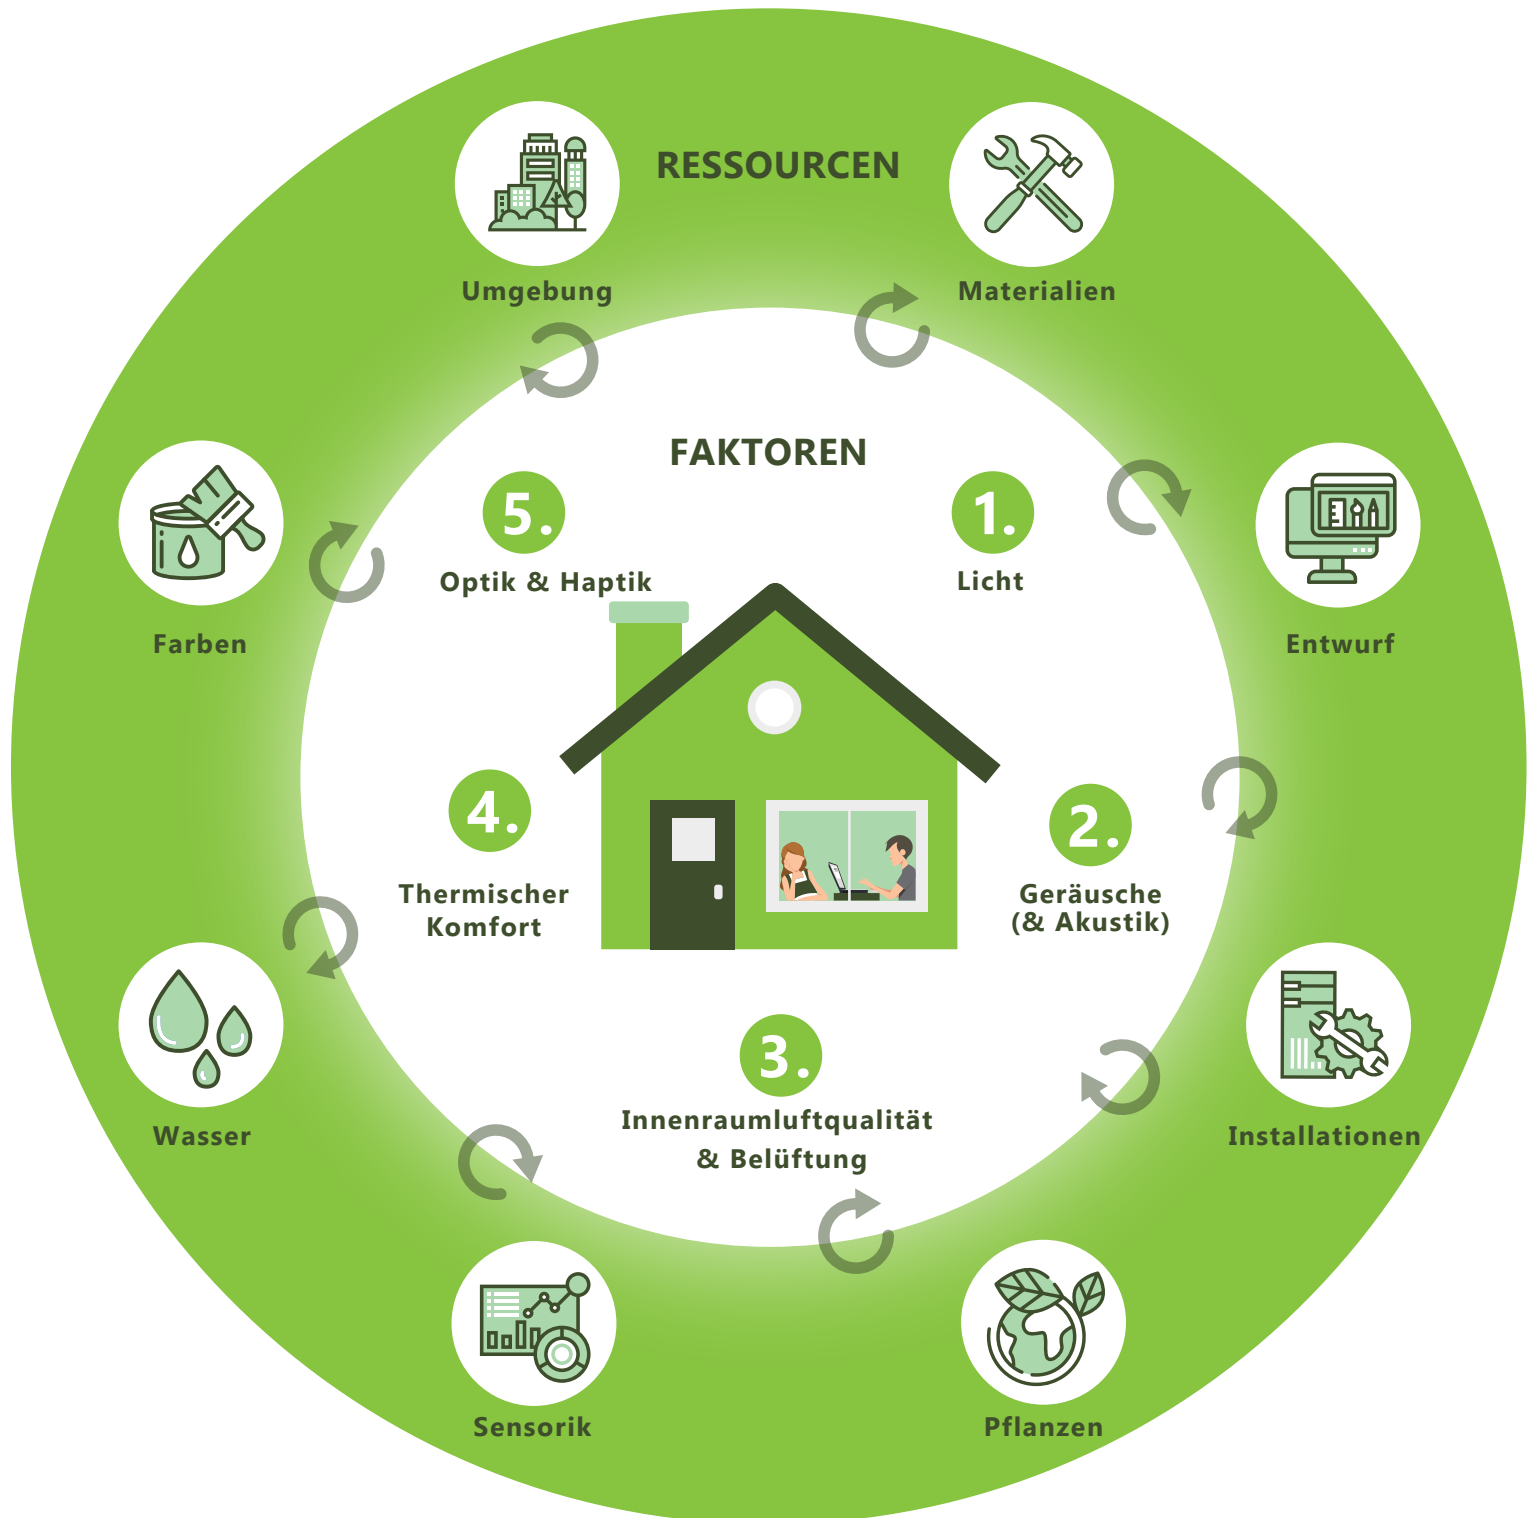 RESSOURCEN
Umgebung
Materialien
FAKTOREN
5.
1.
Optik & Haptik
Licht
Farben
Entwurf
4.
2.
Thermischer
Komfort
Geräusche
(& Akustik)
3.
Innenraumluftqualität
& Belüftung
Wasser
Installationen
Sensorik
Pflanzen